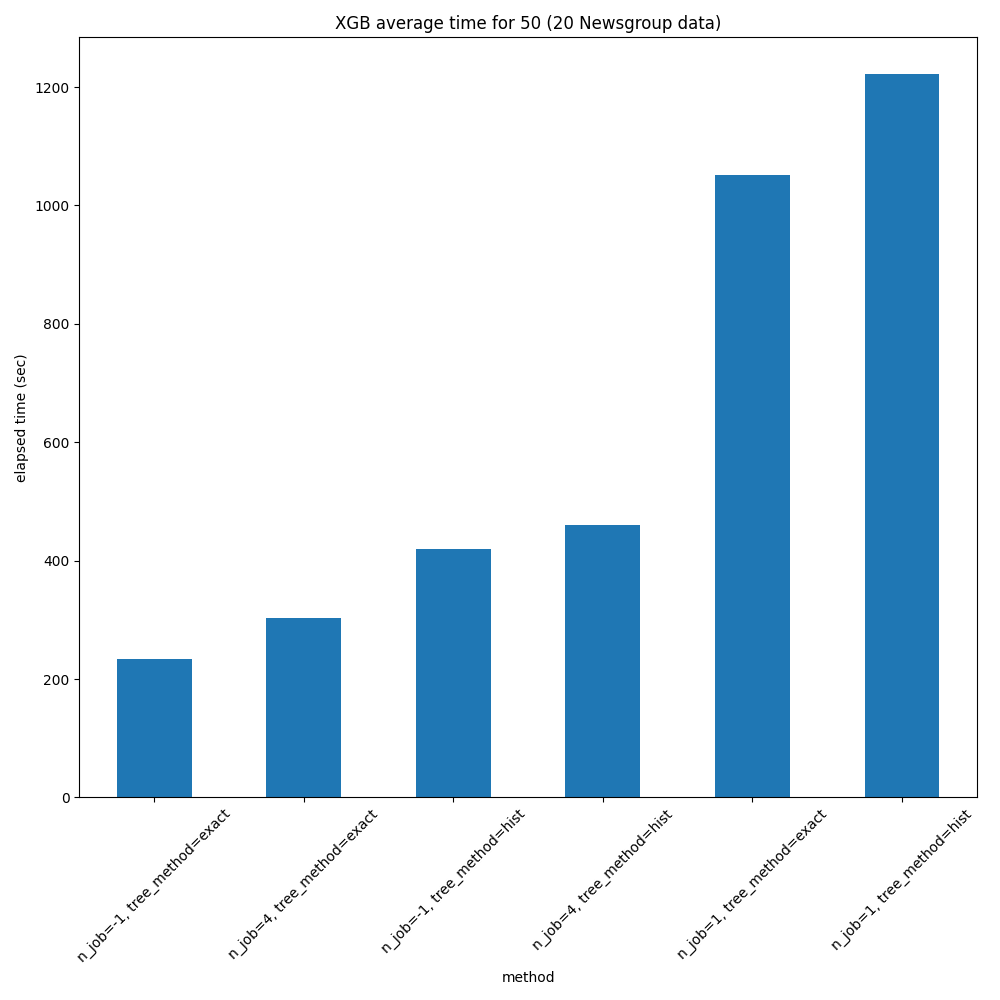 XGB average time for 50 (20 Newsgroup data)
1200
1000
800
600
400
200
0
elapsed time (sec)
n_job=-1, tree_method=exact
n_job=4, tree_method=exact
n_job=-1, tree_method=hist
n_job=4, tree_method=hist
n_job=1, tree_method=exact
n_job=1, tree_method=hist
method